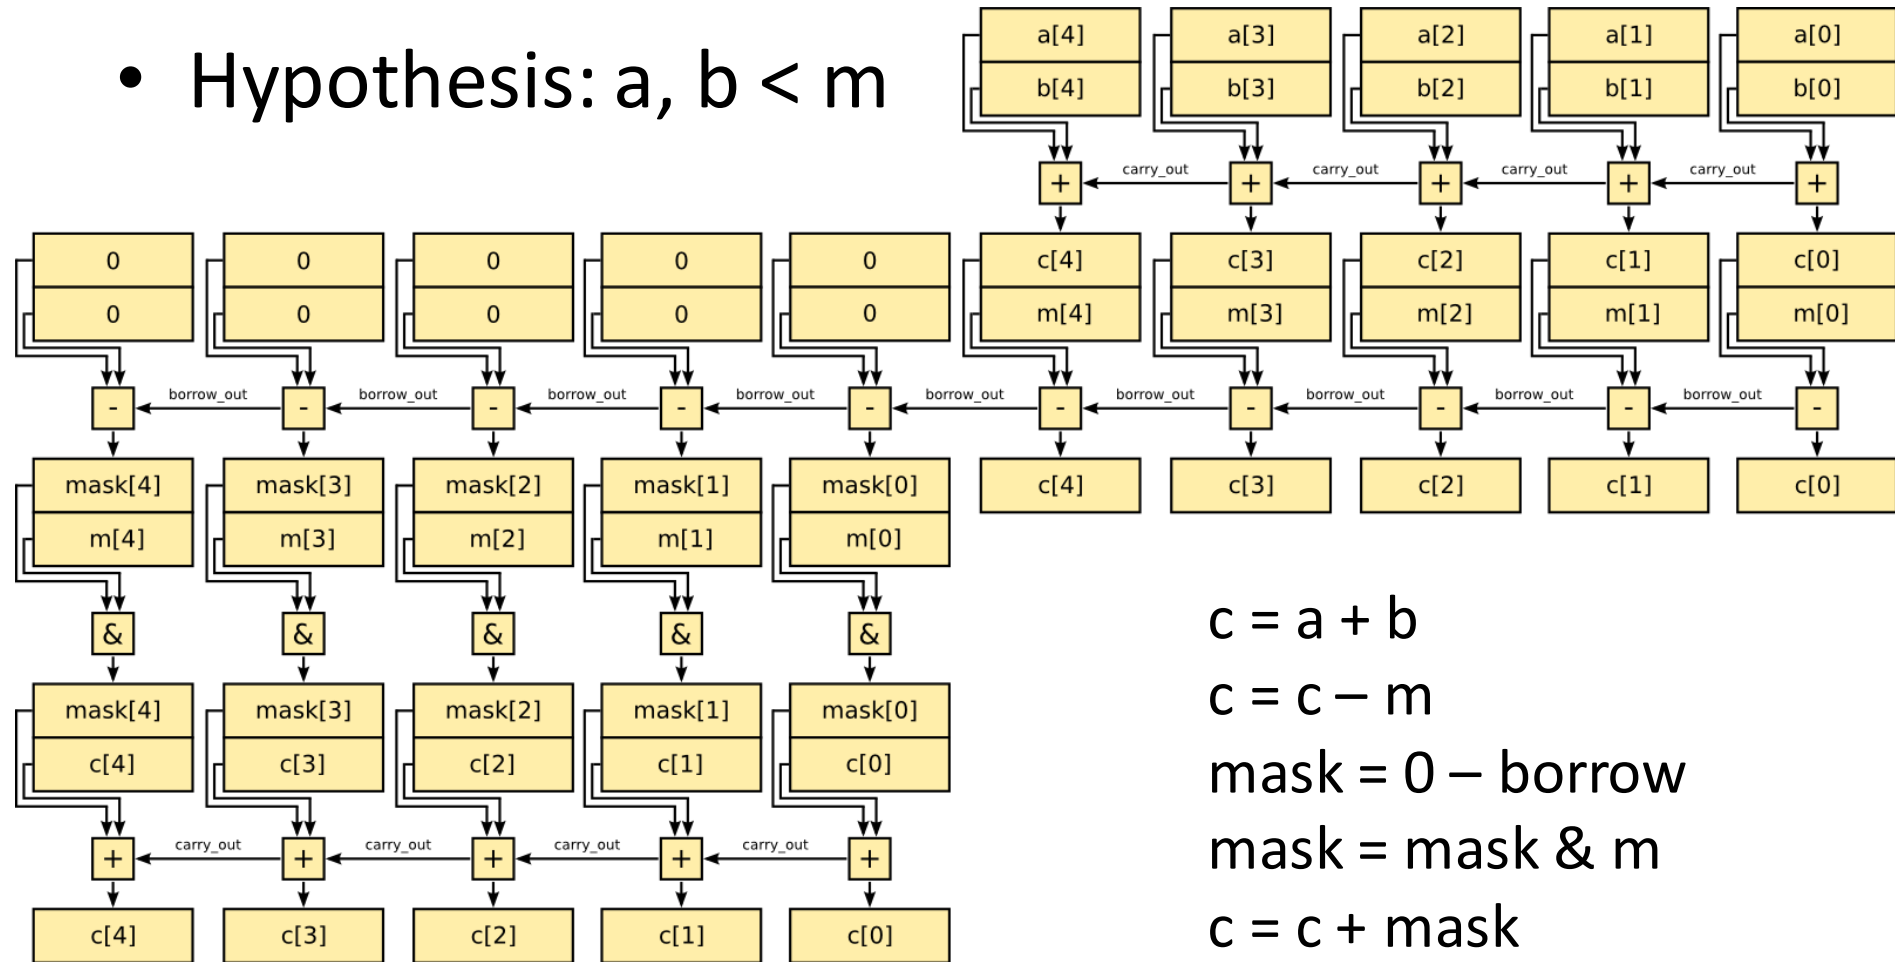 • Hypothesis: a, b < m
a[4] a[3] a[2] a[1] a[0]
b[4] b[3] b[2] b[1] b[0]
+ carry_out + carry_out + carry_out + carry_out +
0 0 0 0 0 c[4] c[3] c[2] c[1] c[0]
0 0 0 0 0 m[4] m[3] m[2] m[1] m[0]
- borrow_out - borrow_out - borrow_out - borrow_out - borrow_out - borrow_out - borrow_out - borrow_out - borrow_out -
mask[4] mask[3] mask[2] mask[1] mask[0] c[4] c[3] c[2] c[1] c[0]
m[4] m[3] m[2] m[1] m[0]
& & & & &
mask[4] mask[3] mask[2] mask[1] mask[0]
c[4] c[3] c[2] c[1] c[0]
+ carry_out + carry_out + carry_out + carry_out +
c[4] c[3] c[2] c[1] c[0]
c = a + b
c = c – m
mask = 0 – borrow
mask = mask & m
c = c + mask